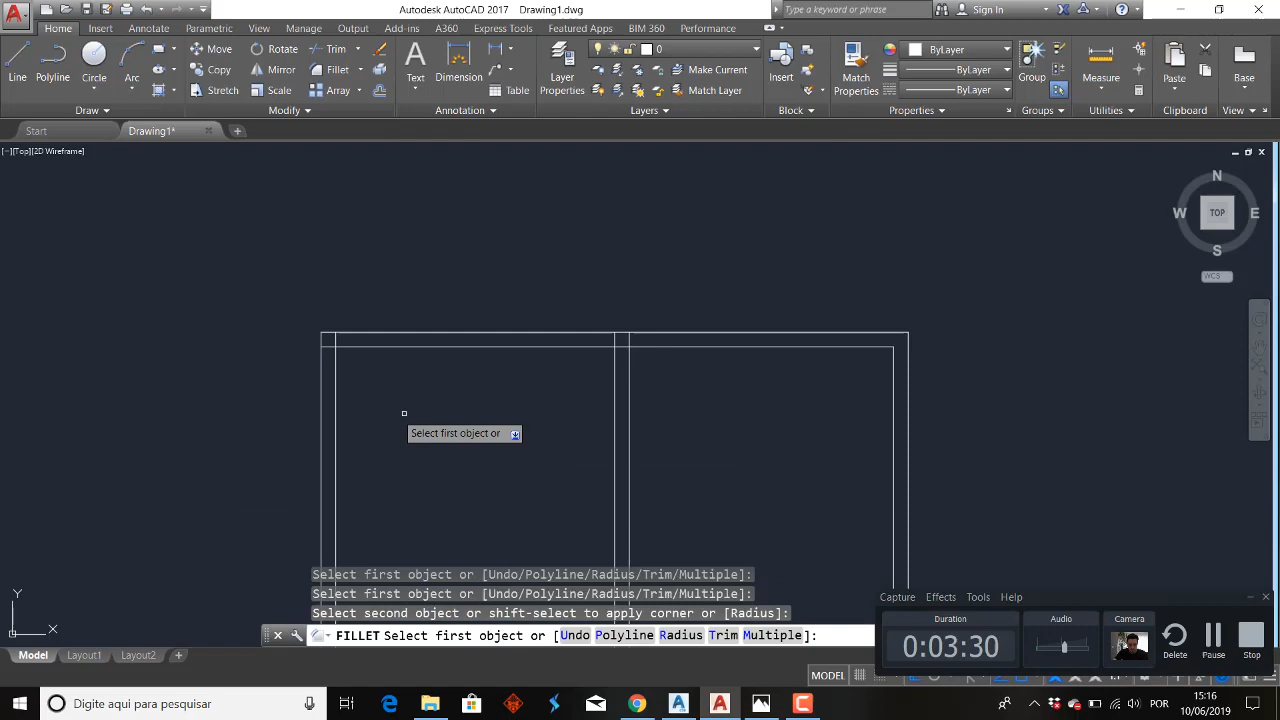 Autodesk AutoCAD 2017 Drawing1.dwg
Type a keyword or phrase
Sign In
Home Insert Annotate Parametric View Manage Output Add-ins A360 Express Tools Featured Apps BIM 360 Performance
Line Polyline Circle Arc
Move Rotate Trim
Copy Mirror Fillet
Stretch Scale Array
Text Dimension Table
Layer Properties
0
Make Current
Match Layer
Insert
Match Properties
ByLayer
ByLayer
ByLayer
Group
Measure
Paste
Base
Draw Modify Annotation Layers Block Properties Groups Utilities Clipboard View
Start Drawing1*
[−][Top][2D Wireframe]
N
W TOP E
S
WCS
Select first object or
Y
X
Select first object or [Undo/Polyline/Radius/Trim/Multiple]:
Select first object or [Undo/Polyline/Radius/Trim/Multiple]:
Select second object or shift-select to apply corner or [Radius]:
FILLET Select first object or [Undo Polyline Radius Trim Multiple]:
Capture Effects Tools Help
Duration Audio Camera
0:03:30
Delete Pause Stop
Model Layout1 Layout2
MODEL
Digite aqui para pesquisar
POR
15:16
10/06/2019